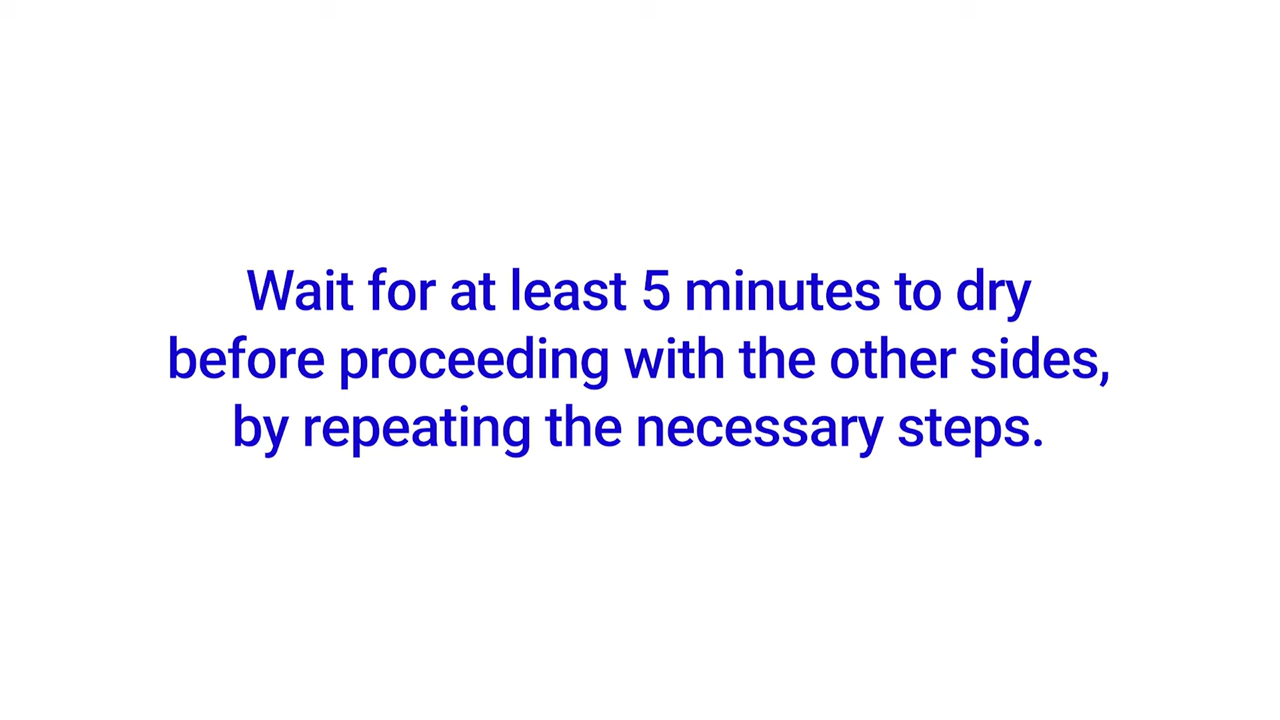 Wait for at least 5 minutes to dry
before proceeding with the other sides,
by repeating the necessary steps.